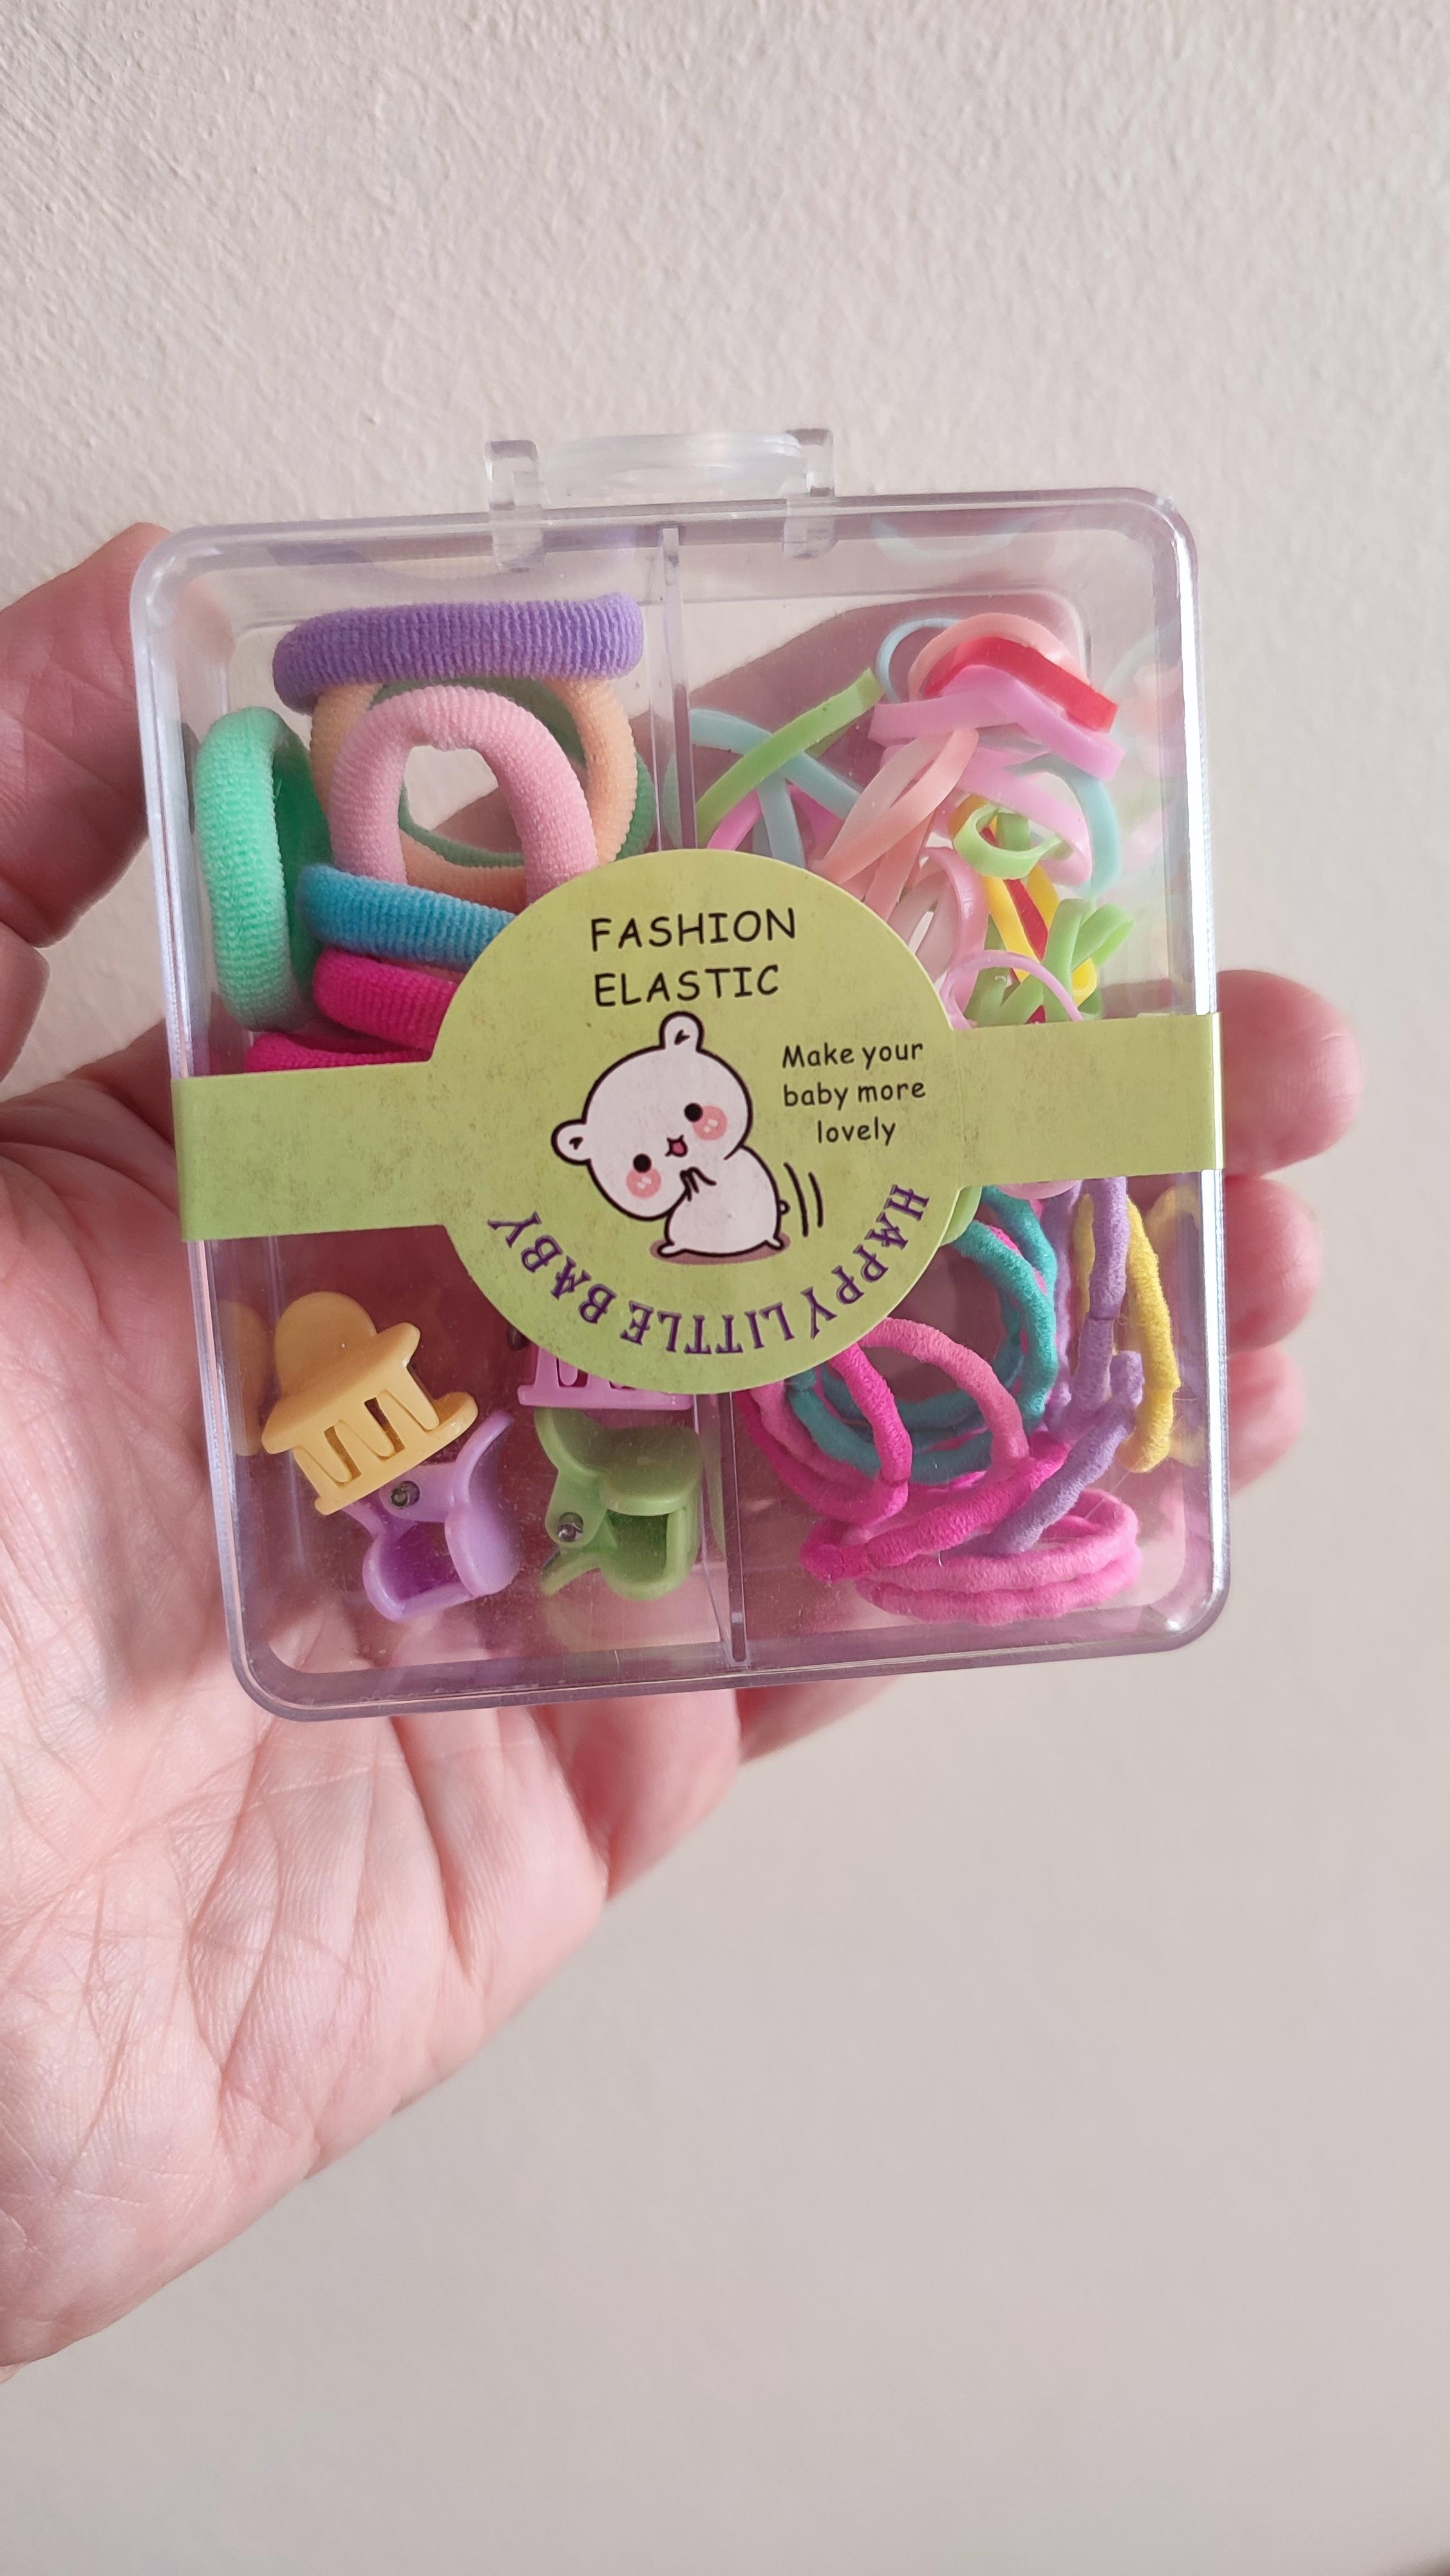 FASHION
ELASTIC
Make your
baby more
lovely
HAPPY LITTLE BABY